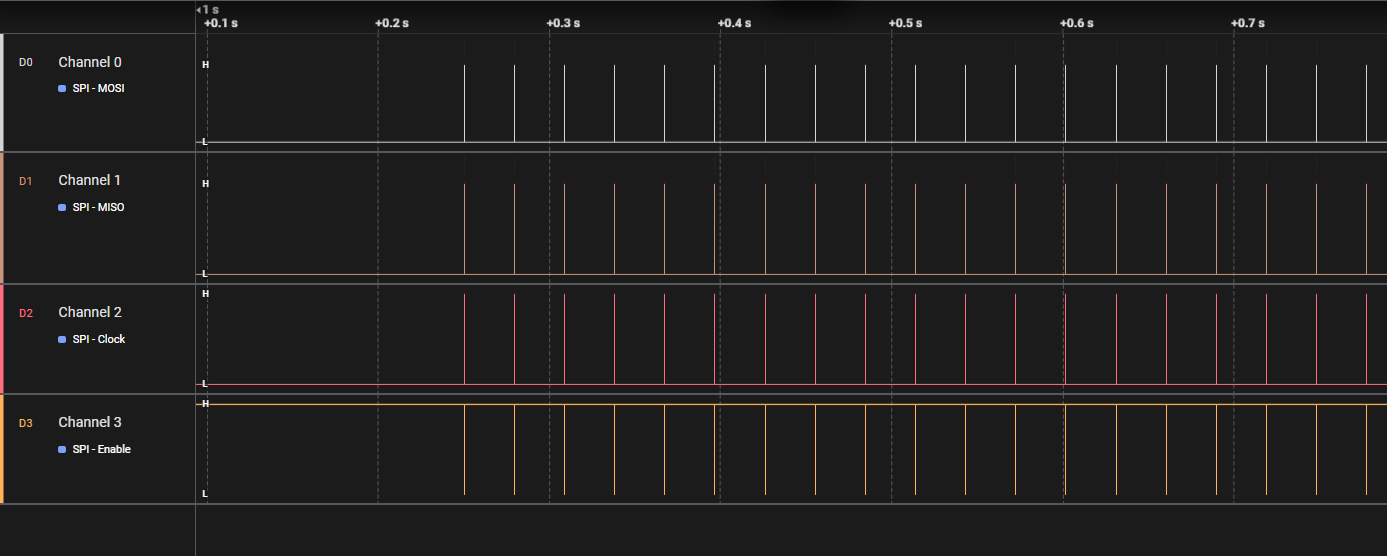 1 s
+0.1 s +0.2 s +0.3 s +0.4 s +0.5 s +0.6 s +0.7 s
D0 Channel 0 H
SPI - MOSI
L
D1 Channel 1 H
SPI - MISO
L
H
D2 Channel 2
SPI - Clock
L
H
D3 Channel 3
SPI - Enable
L